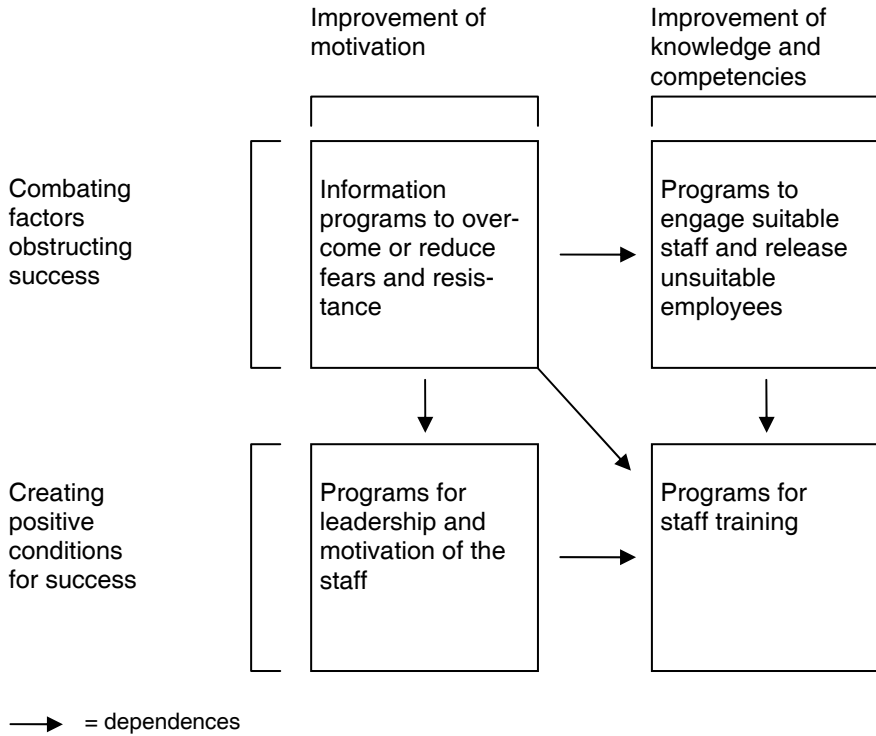 Improvement of
motivation
Improvement of
knowledge and
competencies
Combating
factors
obstructing
success
Information
programs to over-
come or reduce
fears and resis-
tance
Programs to
engage suitable
staff and release
unsuitable
employees
Creating
positive
conditions
for success
Programs for
leadership and
motivation of the
staff
Programs for
staff training
= dependences